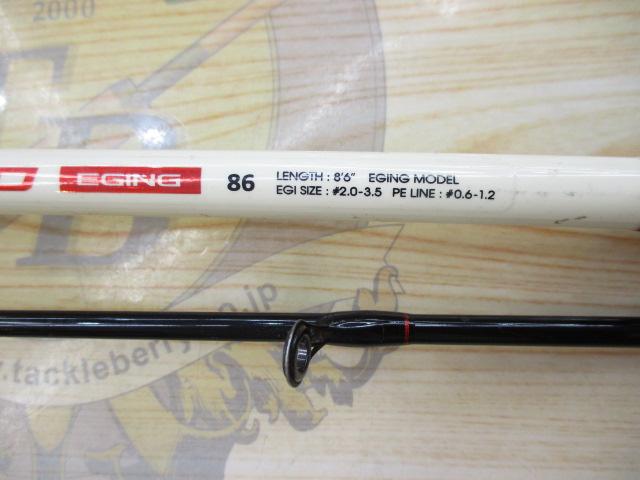 2000
EGING
86
LENGTH : 8'6" EGING MODEL
EGI SIZE : #2.0-3.5 PE LINE : #0.6-1.2